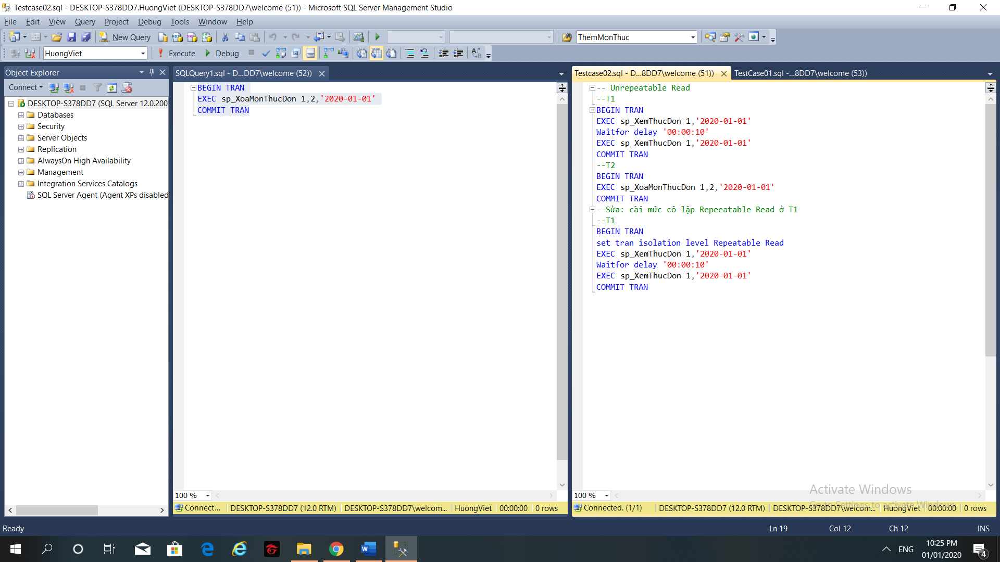 Testcase02.sql - DESKTOP-S378DD7.HuongViet (DESKTOP-S378DD7\welcome (51)) - Microsoft SQL Server Management Studio
File Edit View Query Project Debug Tools Window Help
New Query ThemMonThuc
HuongViet Execute Debug
Object Explorer
Connect
DESKTOP-S378DD7 (SQL Server 12.0.200
Databases
Security
Server Objects
Replication
AlwaysOn High Availability
Management
Integration Services Catalogs
SQL Server Agent (Agent XPs disabled
SQLQuery1.sql - D...DD7\welcome (52))
BEGIN TRAN
EXEC sp_XoaMonThucDon 1,2,'2020-01-01'
COMMIT TRAN
100 %
Connect... DESKTOP-S378DD7 (12.0 RTM) DESKTOP-S378DD7\welcom... HuongViet 00:00:00 0 rows
Testcase02.sql - D...8DD7\welcome (51)) TestCase01.sql -...8DD7\welcome (53))
-- Unrepeatable Read
--T1
BEGIN TRAN
EXEC sp_XemThucDon 1,'2020-01-01'
Waitfor delay '00:00:10'
EXEC sp_XemThucDon 1,'2020-01-01'
COMMIT TRAN
--T2
BEGIN TRAN
EXEC sp_XoaMonThucDon 1,2,'2020-01-01'
COMMIT TRAN
--Sửa: cài mức cô lập Repeeatable Read ở T1
--T1
BEGIN TRAN
set tran isolation level Repeatable Read
EXEC sp_XemThucDon 1,'2020-01-01'
Waitfor delay '00:00:10'
EXEC sp_XemThucDon 1,'2020-01-01'
COMMIT TRAN
Activate Windows
Go to Settings to activate Windows.
100 %
Connected. (1/1) DESKTOP-S378DD7 (12.0 RTM) DESKTOP-S378DD7\welcom... HuongViet 00:00:00 0 rows
Ready Ln 19 Col 12 Ch 12 INS
ENG
10:25 PM
01/01/2020
4